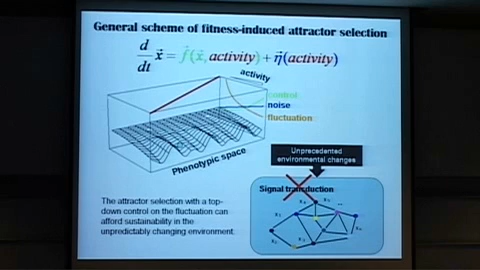 General scheme of fitness-induced attractor selection
d/dt x⃗ = f⃗(x⃗, activity) + η⃗(activity)
activity
control
noise
fluctuation
Phenotypic space
Unprecedented
environmental changes
Signal transduction
The attractor selection with a top-
down control on the fluctuation can
afford sustainability in the
unpredictably changing environment.